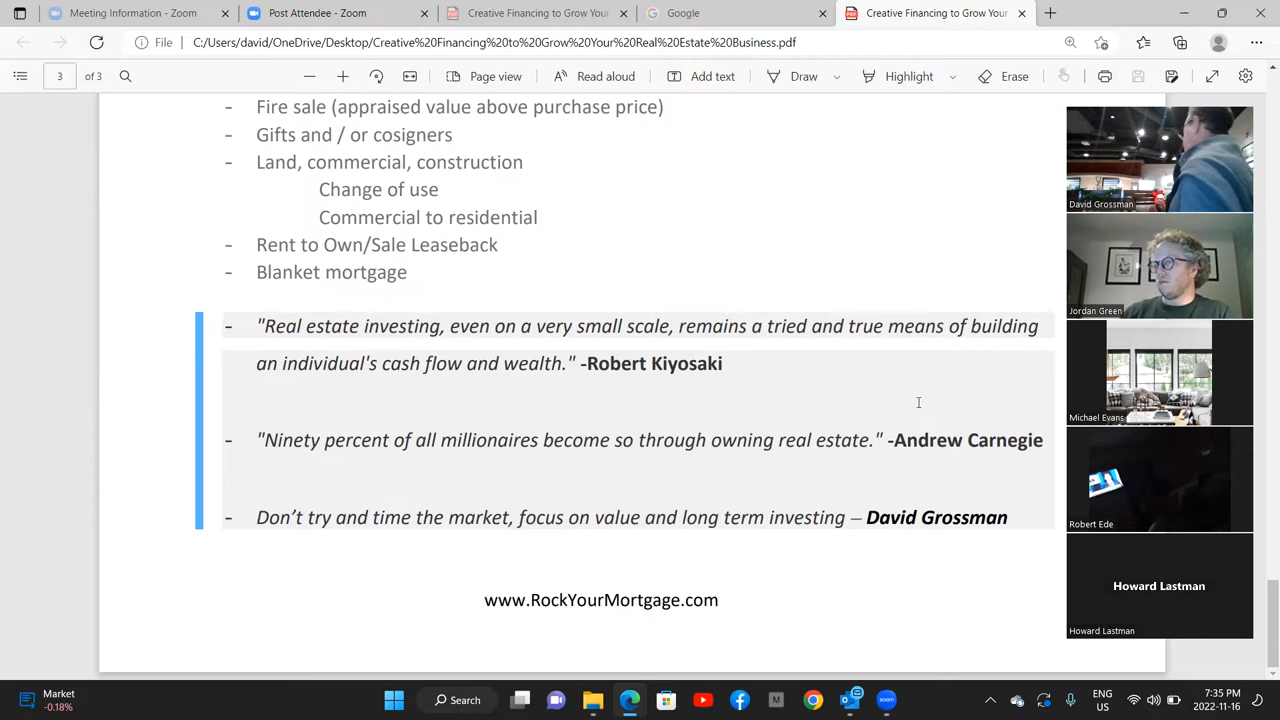 Meeting Information - Zoom
Post Attendee - Zoom
Creative Financing to Grow Your
Google
Creative Financing to Grow Your
File
C:/Users/david/OneDrive/Desktop/Creative%20Financing%20to%20Grow%20Your%20Real%20Estate%20Business.pdf
3 of 3
Page view
Read aloud
Add text
Draw
Highlight
Erase
- Fire sale (appraised value above purchase price)
- Gifts and / or cosigners
- Land, commercial, construction
Change of use
Commercial to residential
- Rent to Own/Sale Leaseback
- Blanket mortgage
- "Real estate investing, even on a very small scale, remains a tried and true means of building
an individual's cash flow and wealth." -Robert Kiyosaki
- "Ninety percent of all millionaires become so through owning real estate." -Andrew Carnegie
- Don’t try and time the market, focus on value and long term investing – David Grossman
www.RockYourMortgage.com
David Grossman
Jordan Green
Michael Evans
Robert Ede
Howard Lastman
Howard Lastman
Market
-0.18%
Search
zoom
ENG
US
7:35 PM
2022-11-16